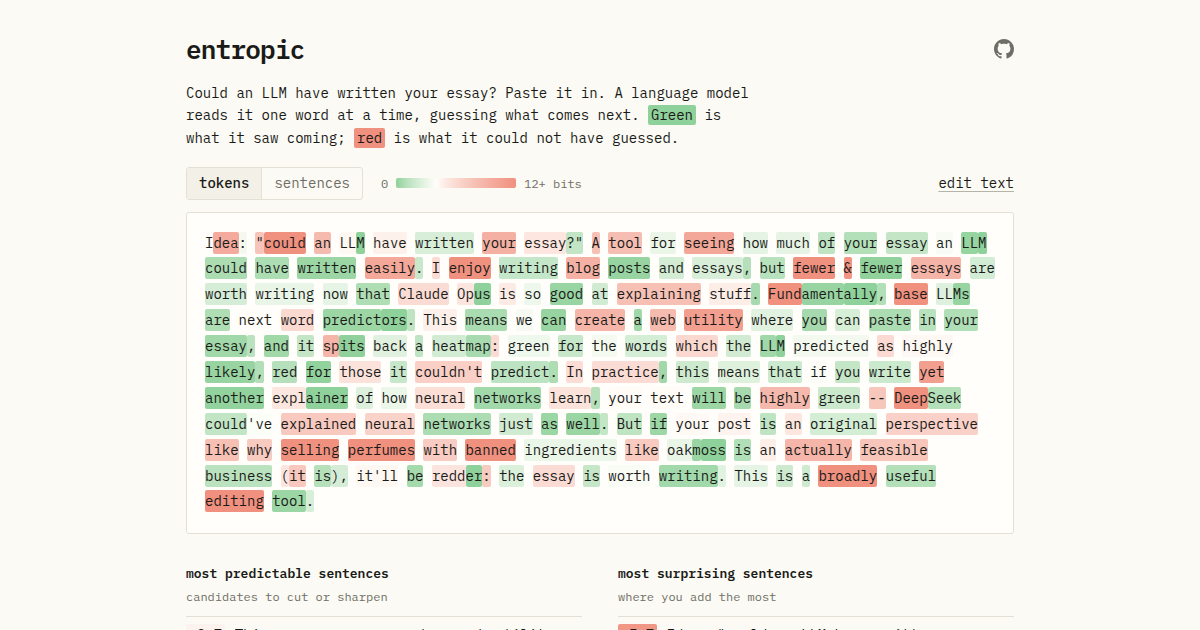 entropic
Could an LLM have written your essay? Paste it in. A language model
reads it one word at a time, guessing what comes next. Green is
what it saw coming; red is what it could not have guessed.
tokens sentences 0 12+ bits edit text
Idea: "could an LLM have written your essay?" A tool for seeing how much of your essay an LLM
could have written easily. I enjoy writing blog posts and essays, but fewer & fewer essays are
worth writing now that Claude Opus is so good at explaining stuff. Fundamentally, base LLMs
are next word predictors. This means we can create a web utility where you can paste in your
essay, and it spits back a heatmap: green for the words which the LLM predicted as highly
likely, red for those it couldn't predict. In practice, this means that if you write yet
another explainer of how neural networks learn, your text will be highly green -- DeepSeek
could've explained neural networks just as well. But if your post is an original perspective
like why selling perfumes with banned ingredients like oakmoss is an actually feasible
business (it is), it'll be redder: the essay is worth writing. This is a broadly useful
editing tool.
most predictable sentences
candidates to cut or sharpen
most surprising sentences
where you add the most